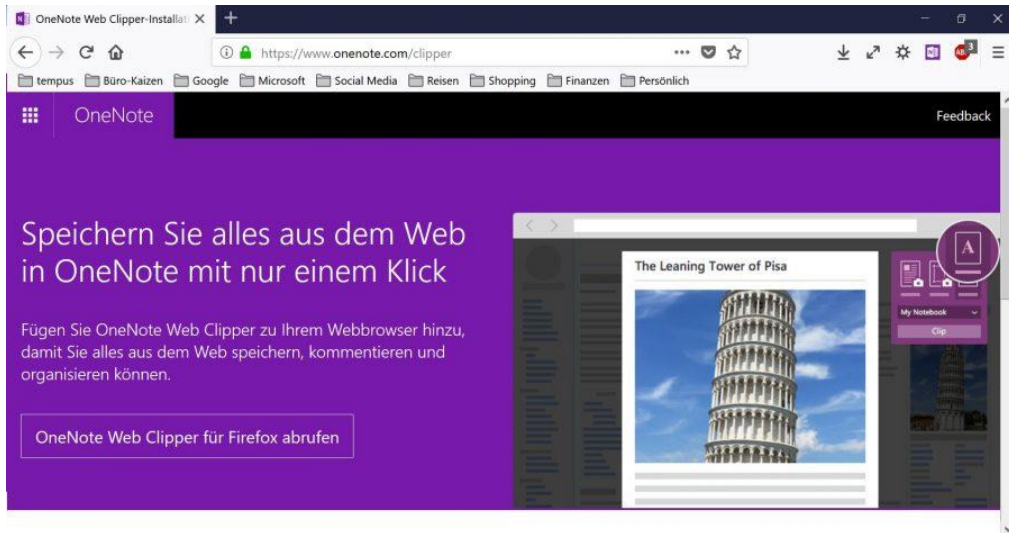 OneNote Web Clipper-Installati
https://www.onenote.com/clipper
3
tempus Büro-Kaizen Google Microsoft Social Media Reisen Shopping Finanzen Persönlich
OneNote Feedback
Speichern Sie alles aus dem Web
in OneNote mit nur einem Klick
Fügen Sie OneNote Web Clipper zu Ihrem Webbrowser hinzu,
damit Sie alles aus dem Web speichern, kommentieren und
organisieren können.
OneNote Web Clipper für Firefox abrufen
The Leaning Tower of Pisa
A
My Notebook
Clip